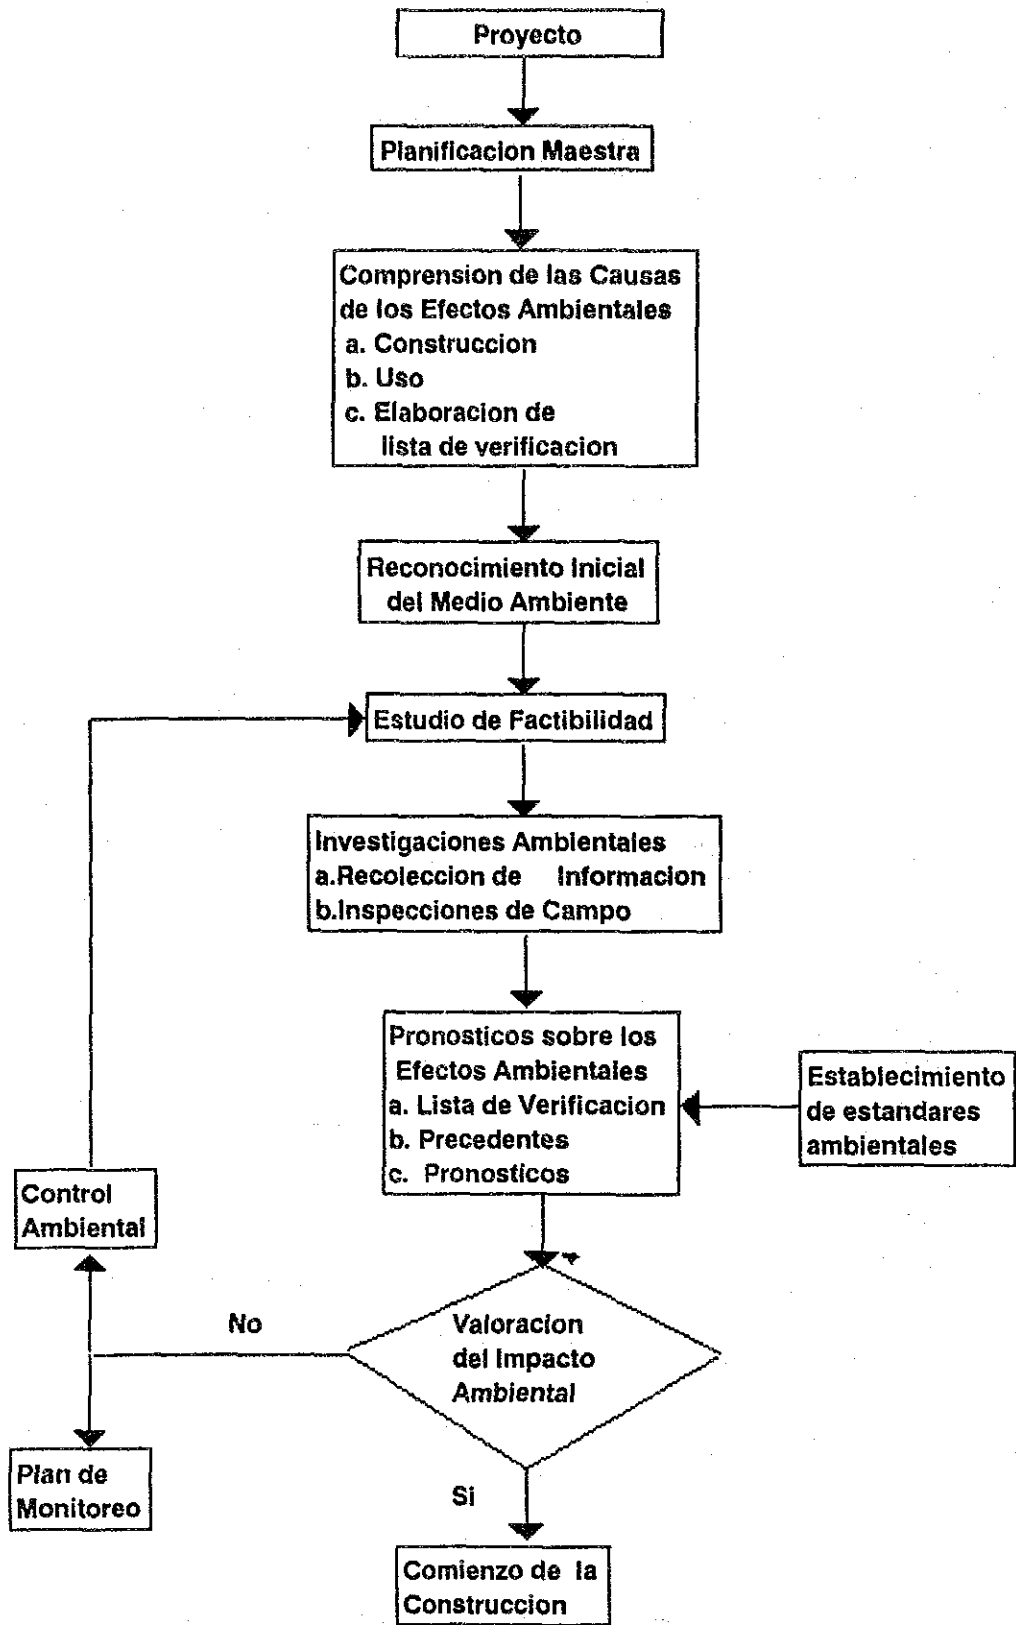 Proyecto
Planificacion Maestra
Comprension de las Causas
de los Efectos Ambientales
a. Construccion
b. Uso
c. Elaboracion de
lista de verificacion
Reconocimiento Inicial
del Medio Ambiente
Estudio de Factibilidad
Investigaciones Ambientales
a.Recoleccion de Informacion
b.Inspecciones de Campo
Pronosticos sobre los
Efectos Ambientales
a. Lista de Verificacion
b. Precedentes
c. Pronosticos
Establecimiento
de estandares
ambientales
Control
Ambiental
No
Valoracion
del Impacto
Ambiental
Plan de
Monitoreo
Si
Comienzo de la
Construccion